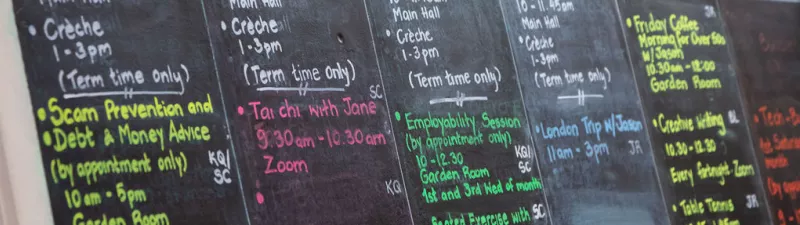 Main Hall
• Crèche
1-3pm
(Term time only)
• Scam Prevention and
• Debt & Money Advice
(by appointment only)
KQ/
SC
10am - 5pm
Garden Room
Main Hall
• Crèche
1-3pm
(Term time only)
SC
• Tai chi with Jane
9.30am - 10.30am
Zoom
KQ
•
Main Hall
• Crèche
1-3pm
(Term time only)
• Employability Session
(by appointment only)
10-12.30
KQ/
SC
Garden Room
1st and 3rd Wed of month
Seated Exercise with
SC
10 - 11.45am
Main Hall
• Crèche
1-3pm
(Term time only)
• London Trip w/Jason
11am - 3pm
JR
JR
• Friday Coffee
Morning for Over 50s
w/Jason
10.30am - 12:00
Garden Room
• Creative Writing
10.30-12.30
Every fortnight Zoom
• Table Tennis
JR